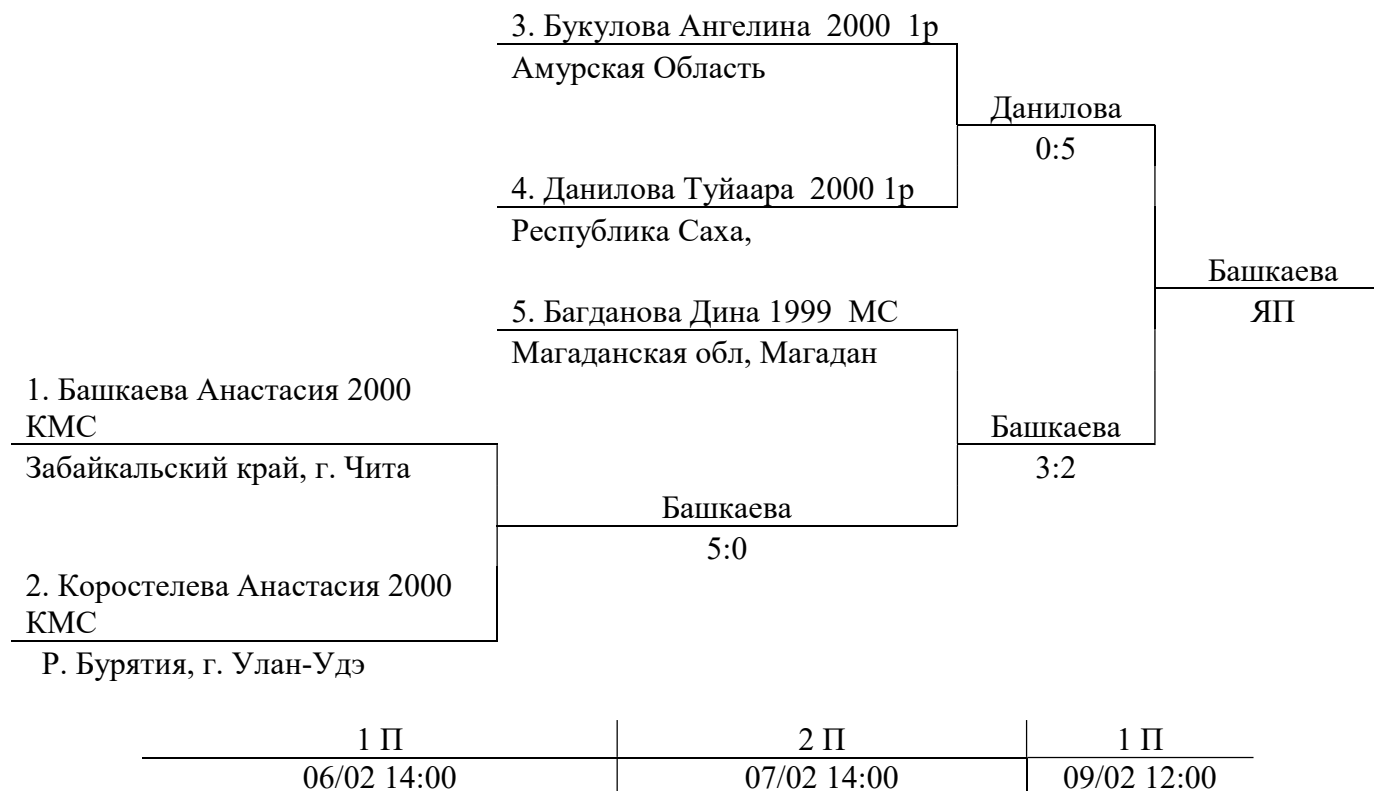 3. Букулова Ангелина 2000 1р
Амурская Область
Данилова
0:5
4. Данилова Туйаара 2000 1р
Республика Саха,
Башкаева
ЯП
5. Багданова Дина 1999 МС
Магаданская обл, Магадан
1. Башкаева Анастасия 2000
КМС
Забайкальский край, г. Чита
Башкаева
3:2
Башкаева
5:0
2. Коростелева Анастасия 2000
КМС
Р. Бурятия, г. Улан-Удэ
1 П 2 П 1 П
06/02 14:00 07/02 14:00 09/02 12:00